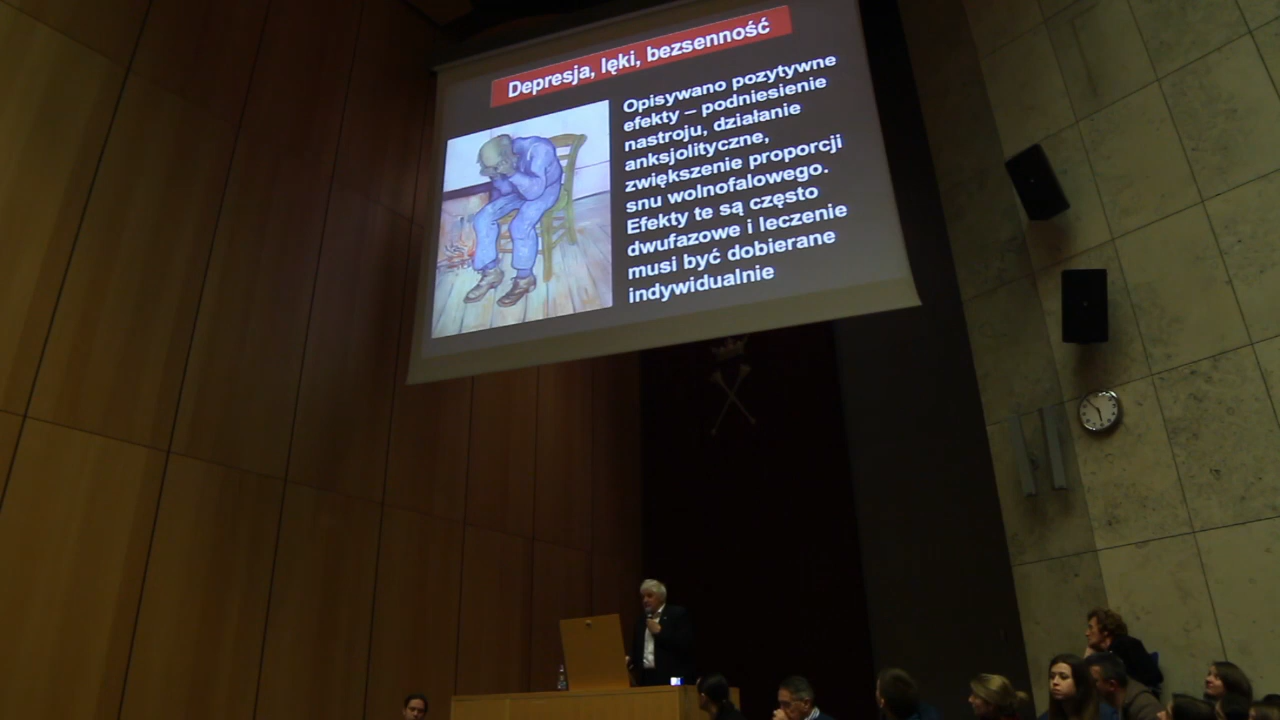 Depresja, lęki, bezsenność
Opisywano pozytywne
efekty – podniesienie
nastroju, działanie
anksjolityczne,
zwiększenie proporcji
snu wolnofalowego.
Efekty te są często
dwufazowe i leczenie
musi być dobierane
indywidualnie